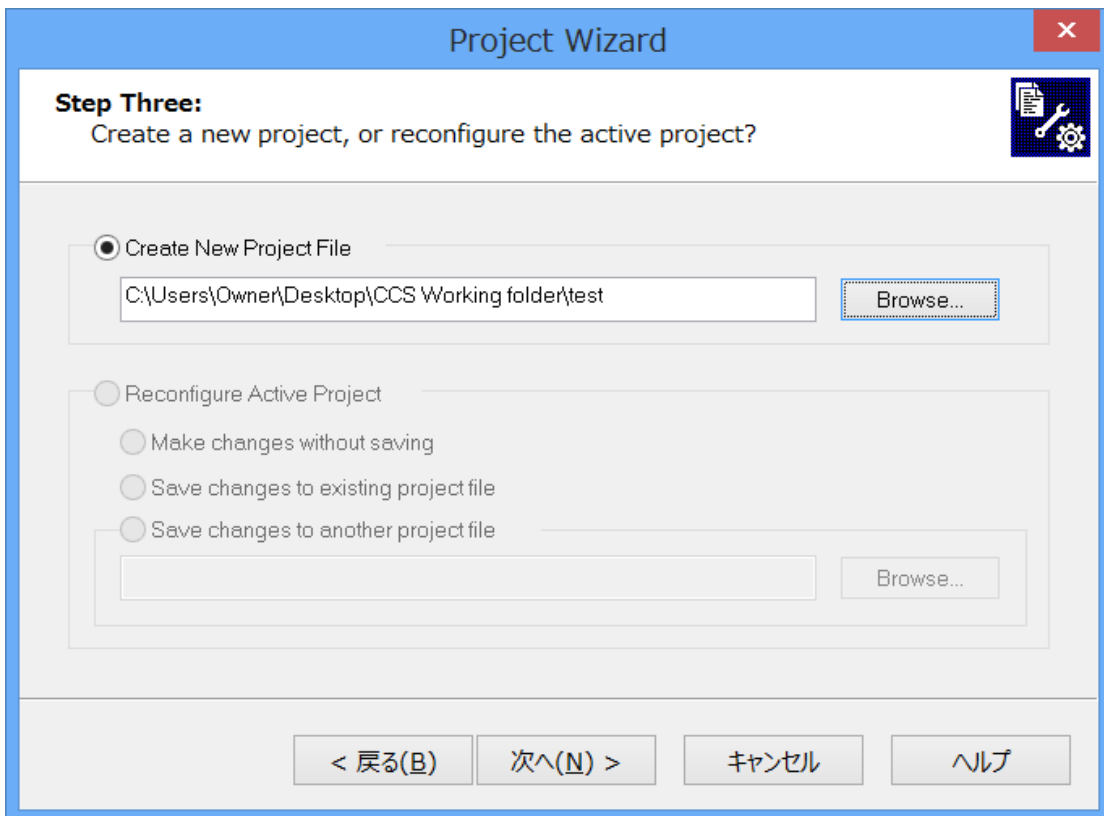 Project Wizard
Step Three:
Create a new project, or reconfigure the active project?
Create New Project File
C:\Users\Owner\Desktop\CCS Working folder\test
Browse...
Reconfigure Active Project
Make changes without saving
Save changes to existing project file
Save changes to another project file
Browse...
< 戻る(B)
次へ(N) >
キャンセル
ヘルプ